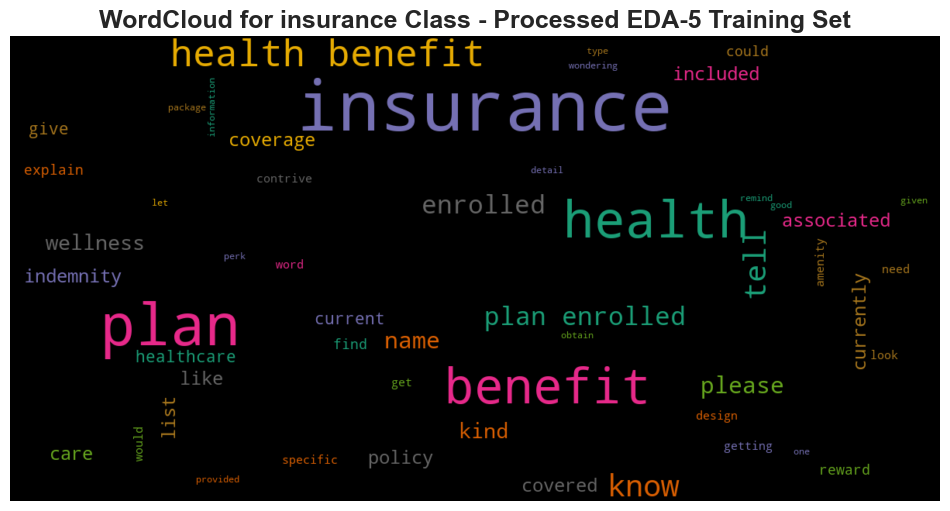 WordCloud for insurance Class - Processed EDA-5 Training Set
health benefit
type
could
wondering
included
information
package
insurance
give
coverage
explain
detail
contrive
let
enrolled
health
remind
good
given
associated
wellness
tell
perk
word
indemnity
amenity
need
currently
plan
current
plan enrolled
obtain
find
name
healthcare
look
like
get
benefit
please
list
design
kind
would
care
getting
one
specific
policy
reward
provided
covered
know